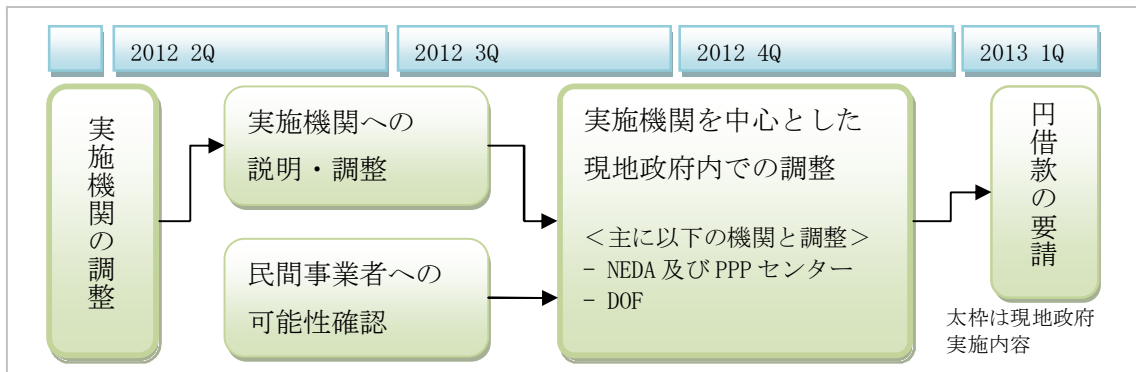 2012 2Q
2012 3Q
2012 4Q
2013 1Q
実施機関の調整
実施機関への
説明・調整
民間事業者への
可能性確認
実施機関を中心とした
現地政府内での調整
＜主に以下の機関と調整＞
- NEDA 及び PPP センター
- DOF
円借款の要請
太枠は現地政府
実施内容